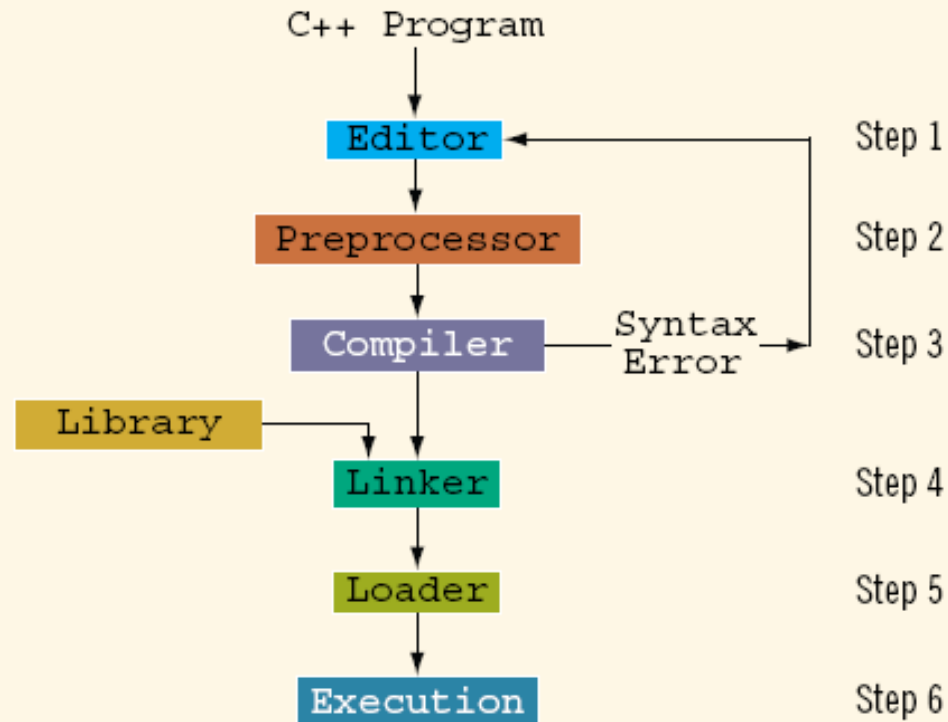 C++ Program
Editor
Step 1
Preprocessor
Step 2
Compiler
Syntax
Error
Step 3
Library
Linker
Step 4
Loader
Step 5
Execution
Step 6